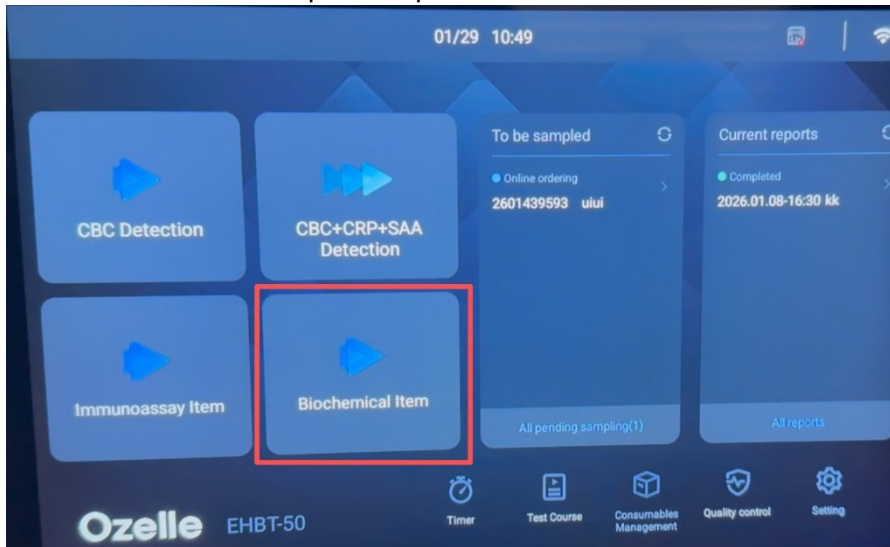 01/29 10:49
CBC Detection
CBC+CRP+SAA
Detection
Immunoassay Item
Biochemical Item
To be sampled
Online ordering
2601439593 uiui
All pending sampling(1)
Current reports
Completed
2026.01.08-16:30 kk
All reports
Ozelle EHBT-50
Timer
Test Course
Consumables
Management
Quality control
Setting